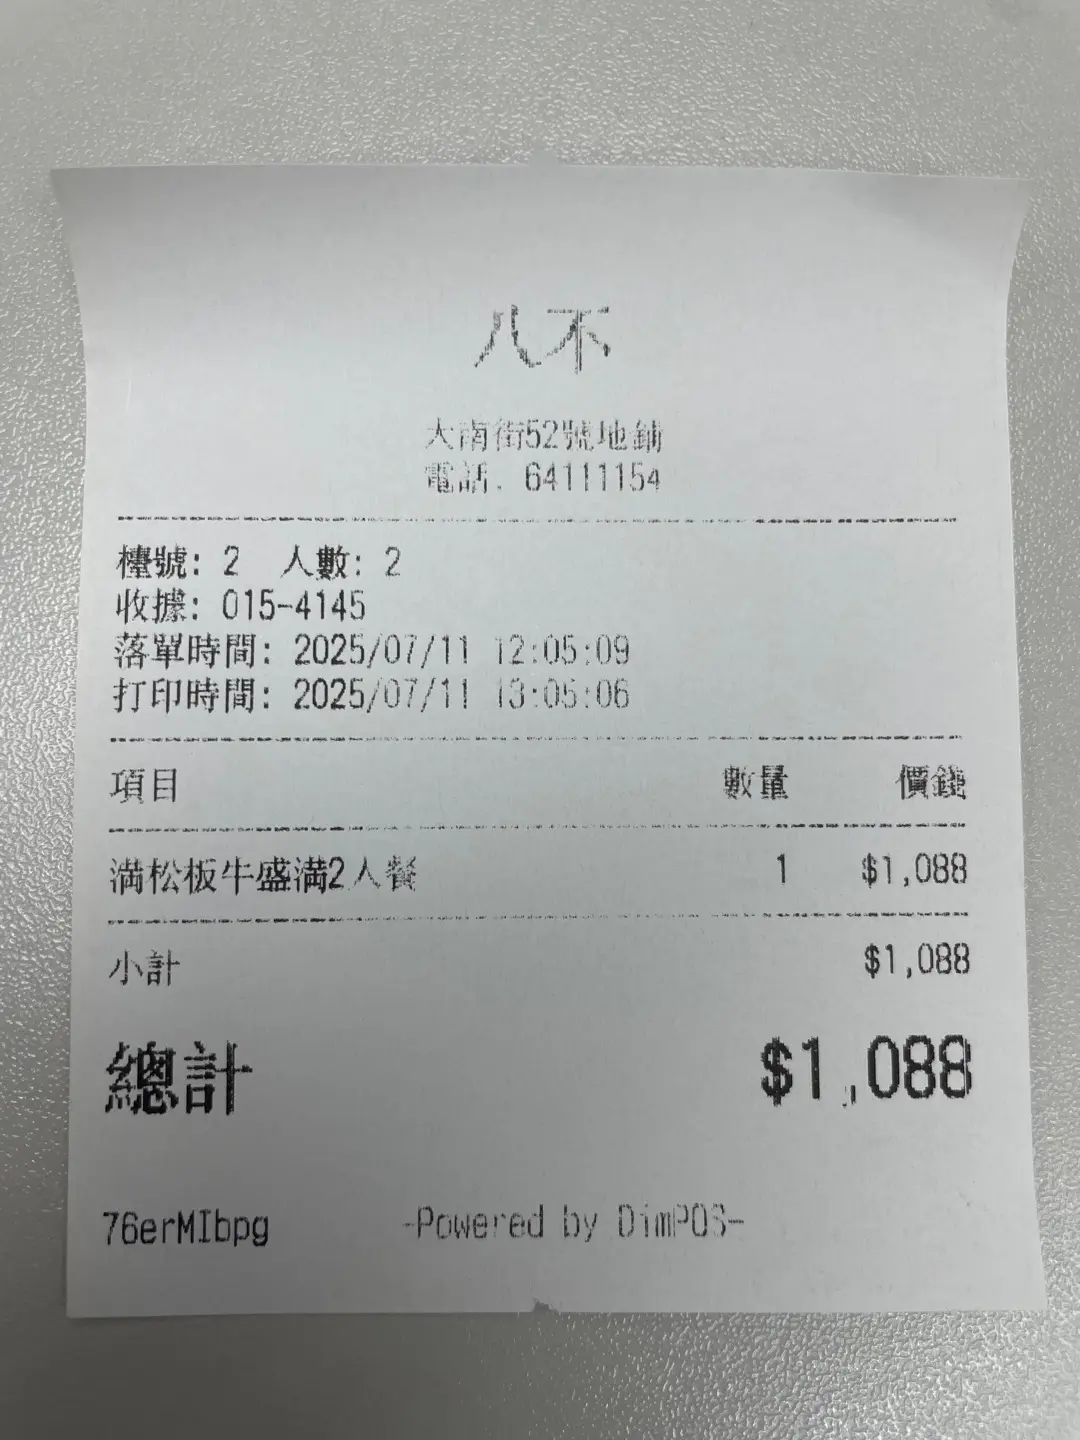 八不
大南街52號地鋪
電話. 64111154
檯號: 2 人數: 2
收據: 015-4145
落單時間: 2025/07/11 12:05:09
打印時間: 2025/07/11 13:05:06
項目 數量 價錢
満松板牛盛満2人餐 1 $1,088
小計 $1,088
總計 $1,088
76erMIbpg -Powered by DimPOS-